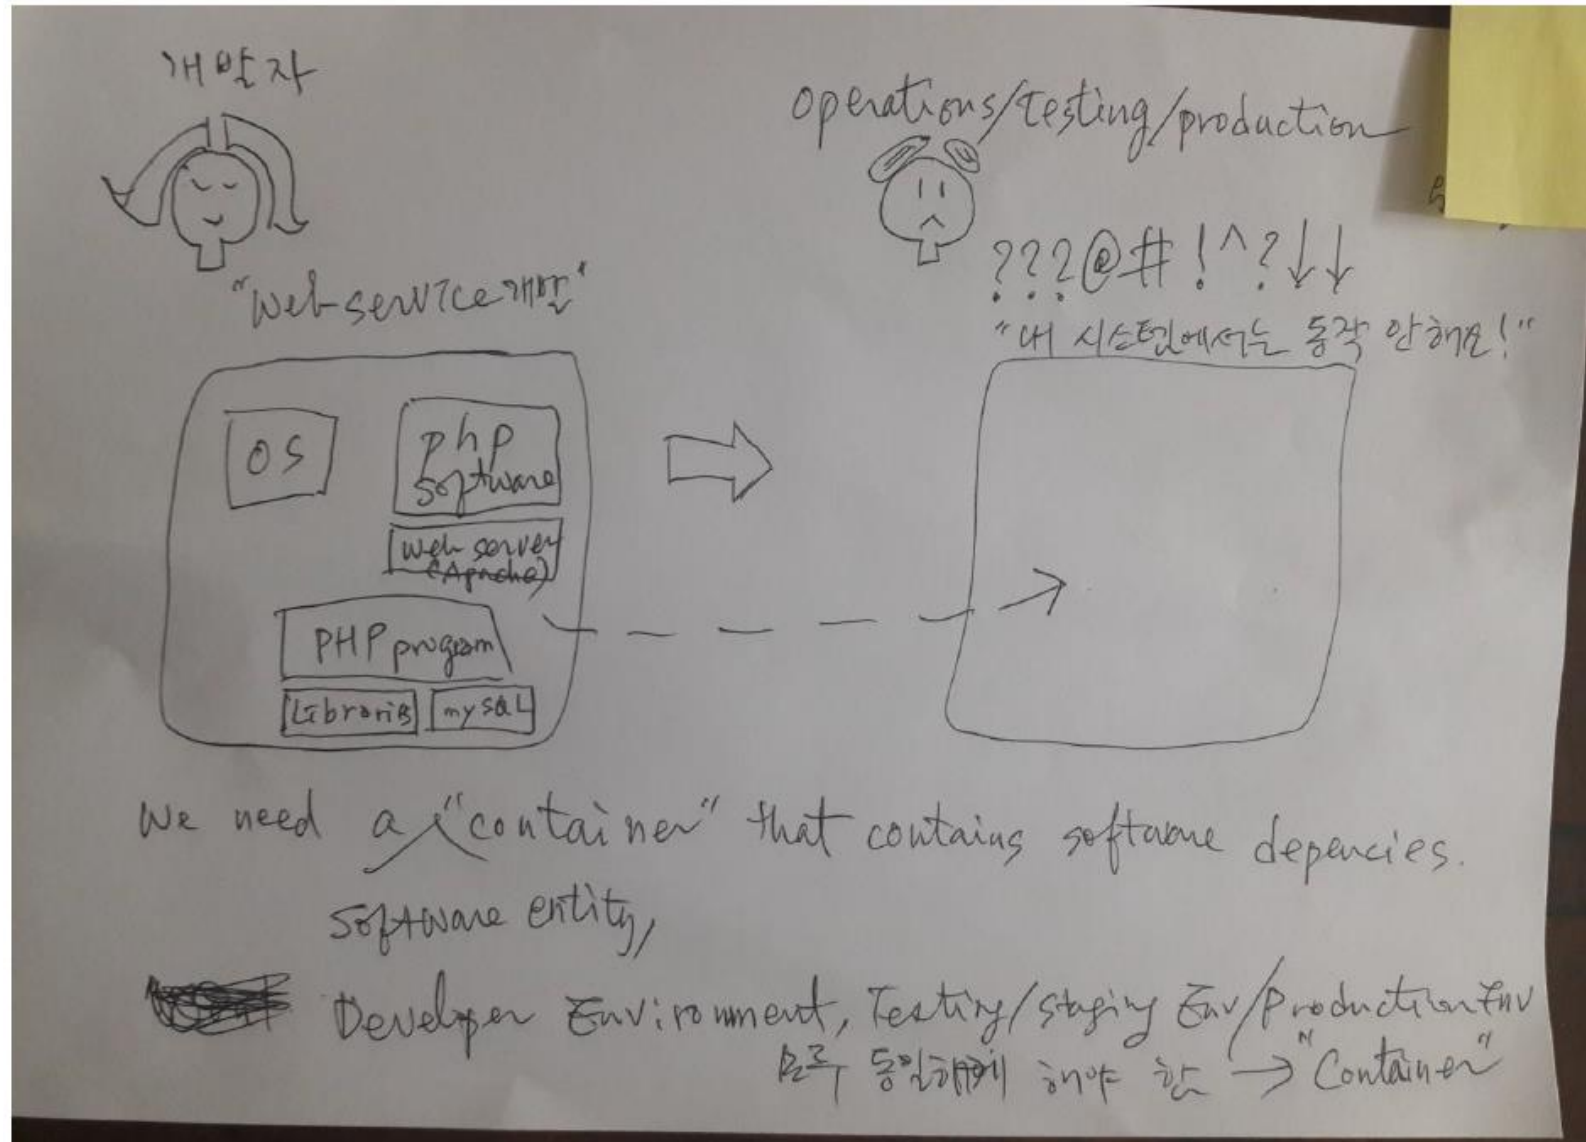 개발자
operations/testing/production
"Web-service 개발"
???@#!^?↓↓
"내 시스템에서는 동작 안해요!"
OS
php
software
web server
(Apache)
PHP program
Libraries
mySQL
We need a "container" that contains software depencies.
software entity,
Developer Environment, Testing/staging Env/Production Env
모두 동일하게 해야 함 → "Container"